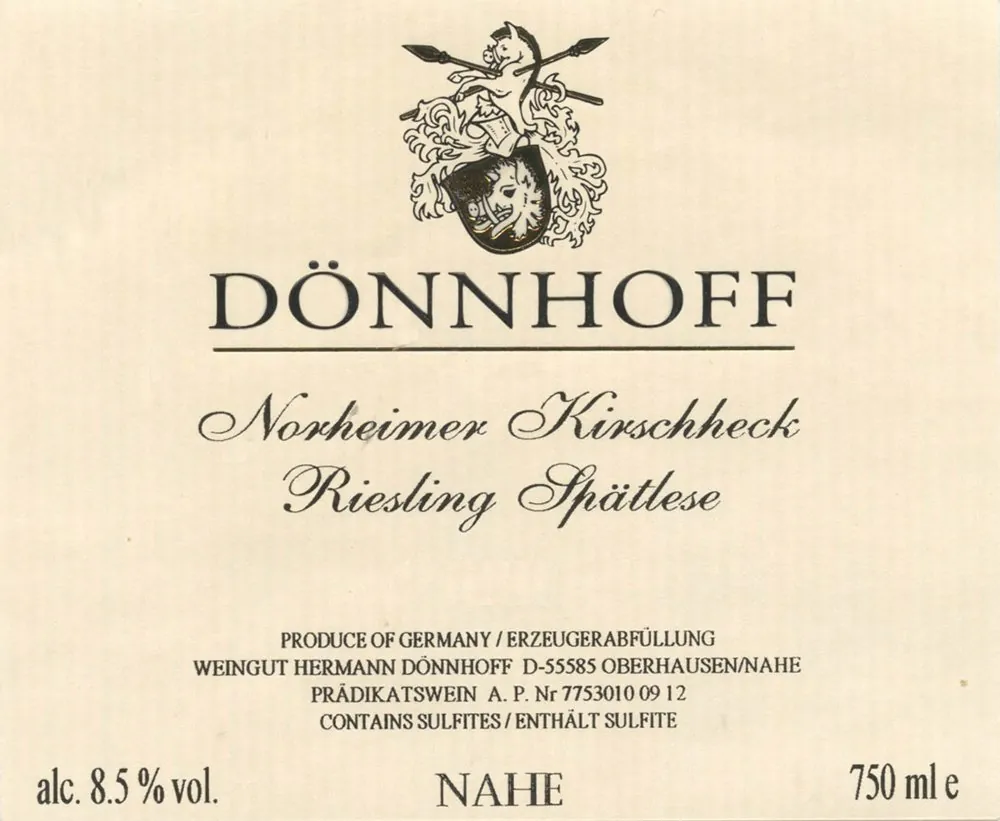 DÖNNHOFF
Norheimer Kirschheck
Riesling Spätlese
PRODUCE OF GERMANY / ERZEUGERABFÜLLUNG
WEINGUT HERMANN DÖNNHOFF D-55585 OBERHAUSEN/NAHE
PRÄDIKATSWEIN A. P. Nr 7753010 09 12
CONTAINS SULFITES / ENTHÄLT SULFITE
alc. 8.5 % vol. NAHE 750 ml e